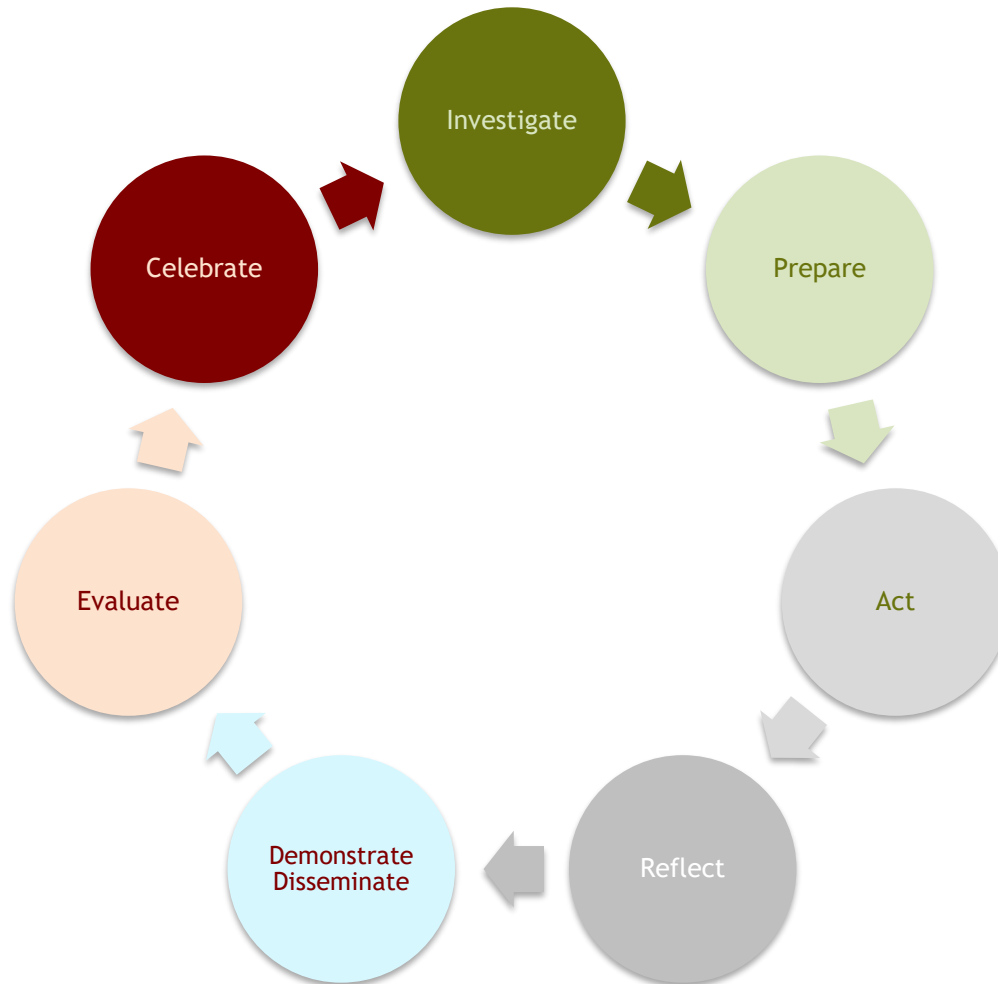 Investigate
Prepare
Act
Reflect
Demonstrate
Disseminate
Evaluate
Celebrate